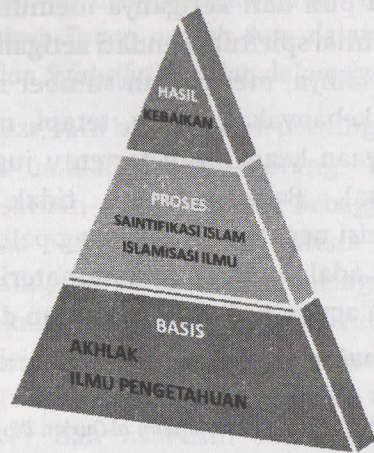 HASIL
KEBAIKAN
PROSES
SAINTIFIKASI ISLAM
ISLAMISASI ILMU
BASIS
AKHLAK
ILMU PENGETAHUAN